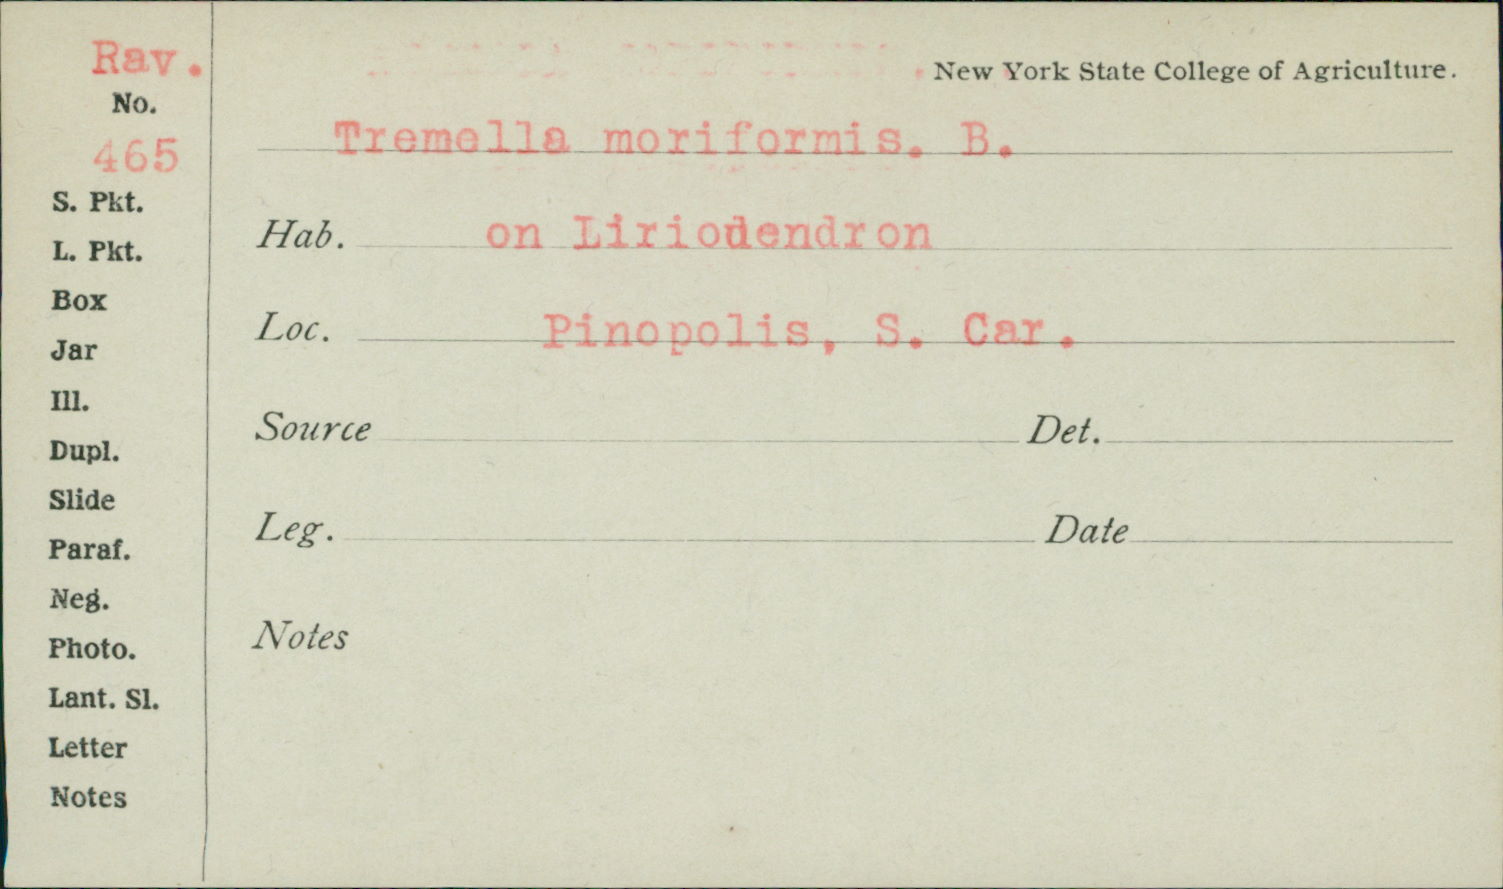 Rav.
No.
465
S. Pkt.
L. Pkt.
Box
Jar
Ill.
Dupl.
Slide
Paraf.
Neg.
Photo.
Lant. Sl.
Letter
Notes
New York State College of Agriculture.
Tremella moriformis. B.
Hab. on Liriodendron
Loc. Pinopolis, S. Car.
Source Det.
Leg. Date
Notes